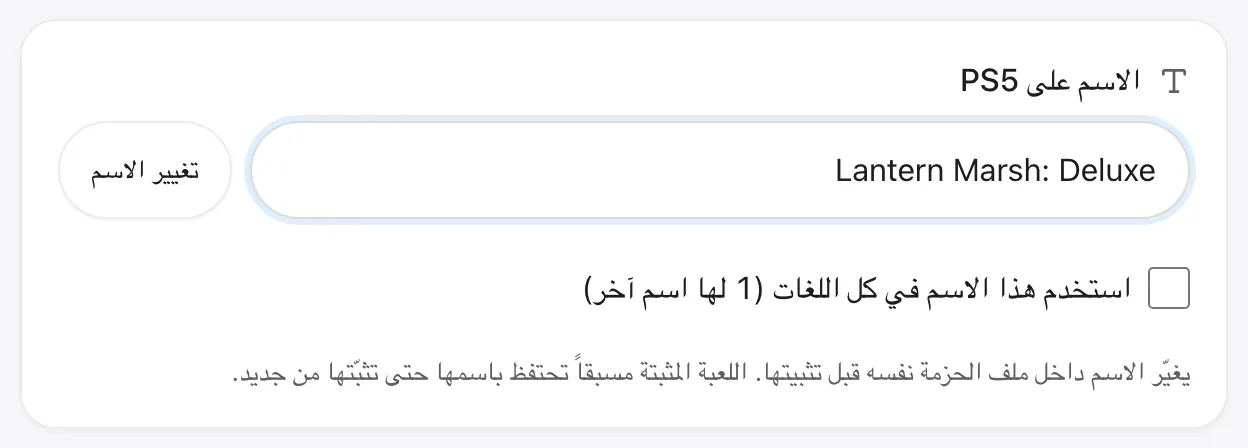 الاسم على PS5
Lantern Marsh: Deluxe
تغيير الاسم
استخدم هذا الاسم في كل اللغات (1 لها اسم آخر)
يغيّر الاسم داخل ملف الحزمة نفسه قبل تثبيتها. اللعبة المثبتة مسبقاً تحتفظ باسمها حتى تثبّتها من جديد.